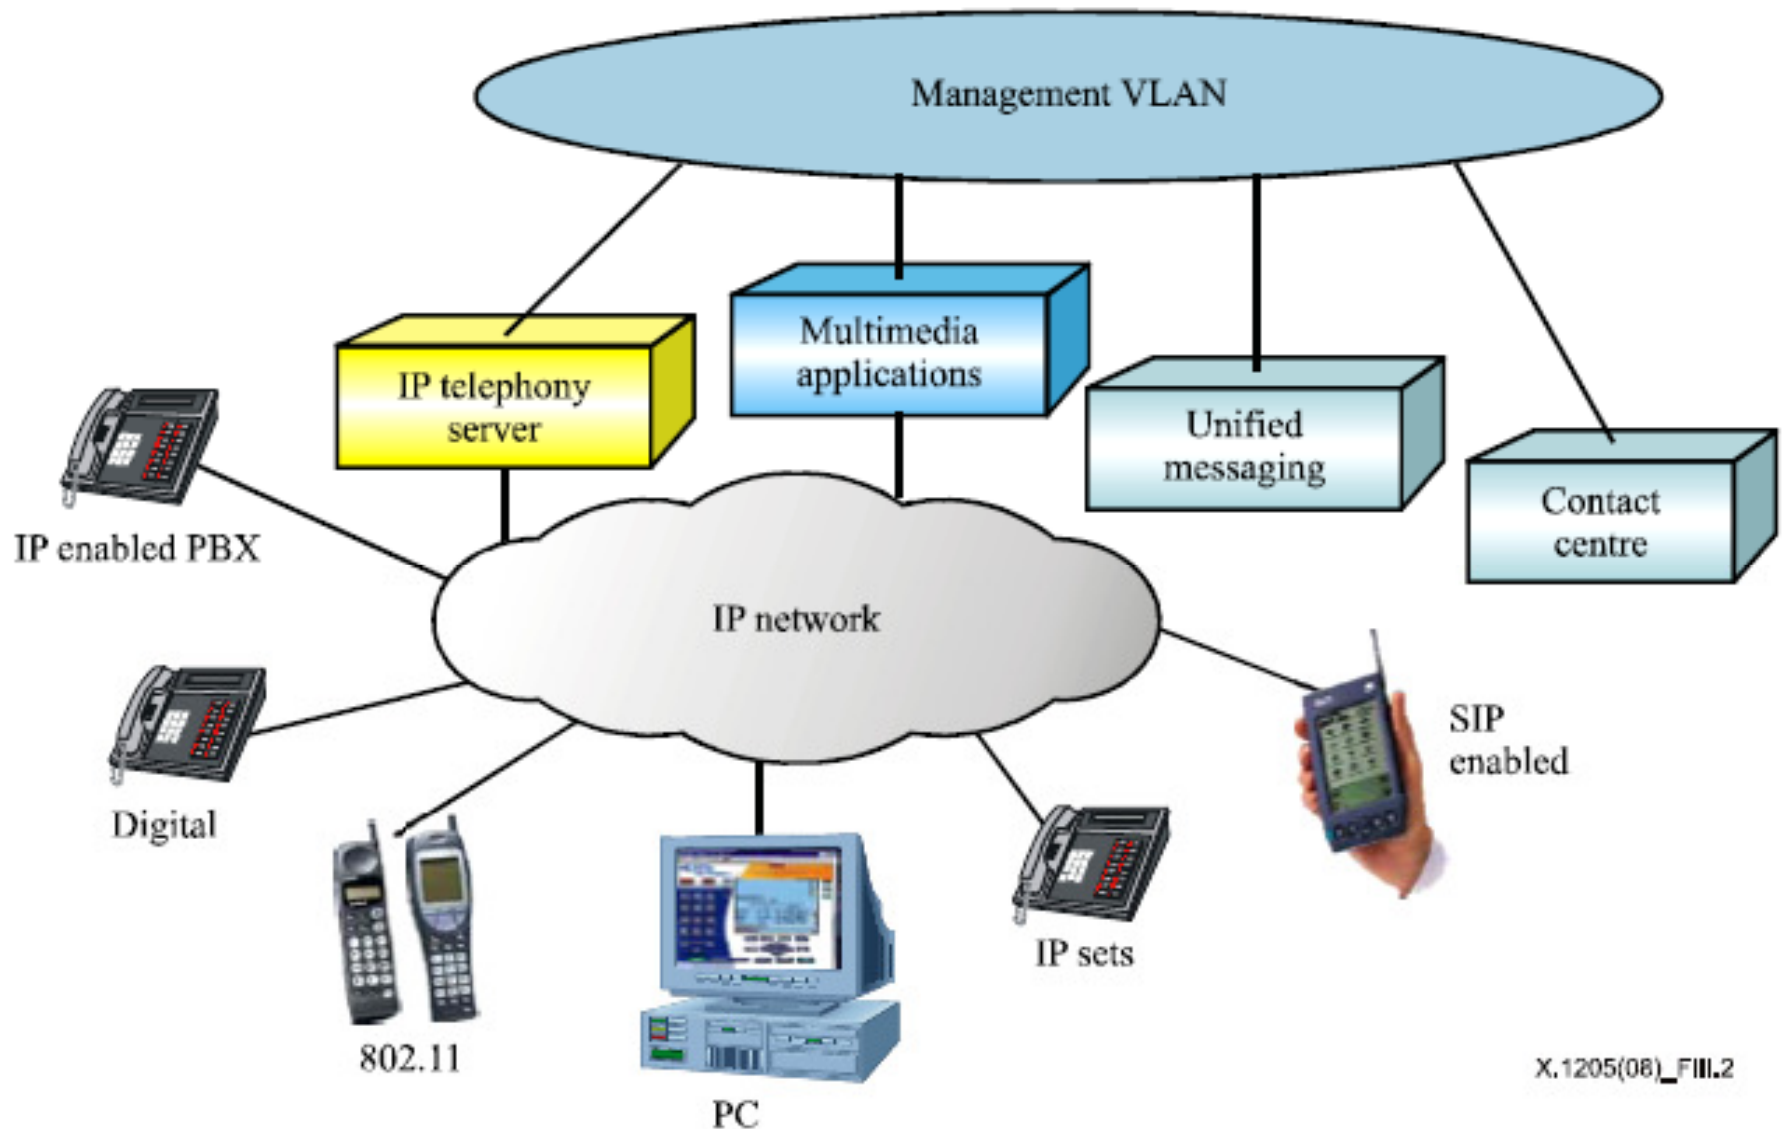 Management VLAN
IP telephony
server
Multimedia
applications
Unified
messaging
Contact
centre
IP enabled PBX
IP network
Digital
SIP
enabled
802.11
PC
IP sets
X.1205(08)_FIII.2